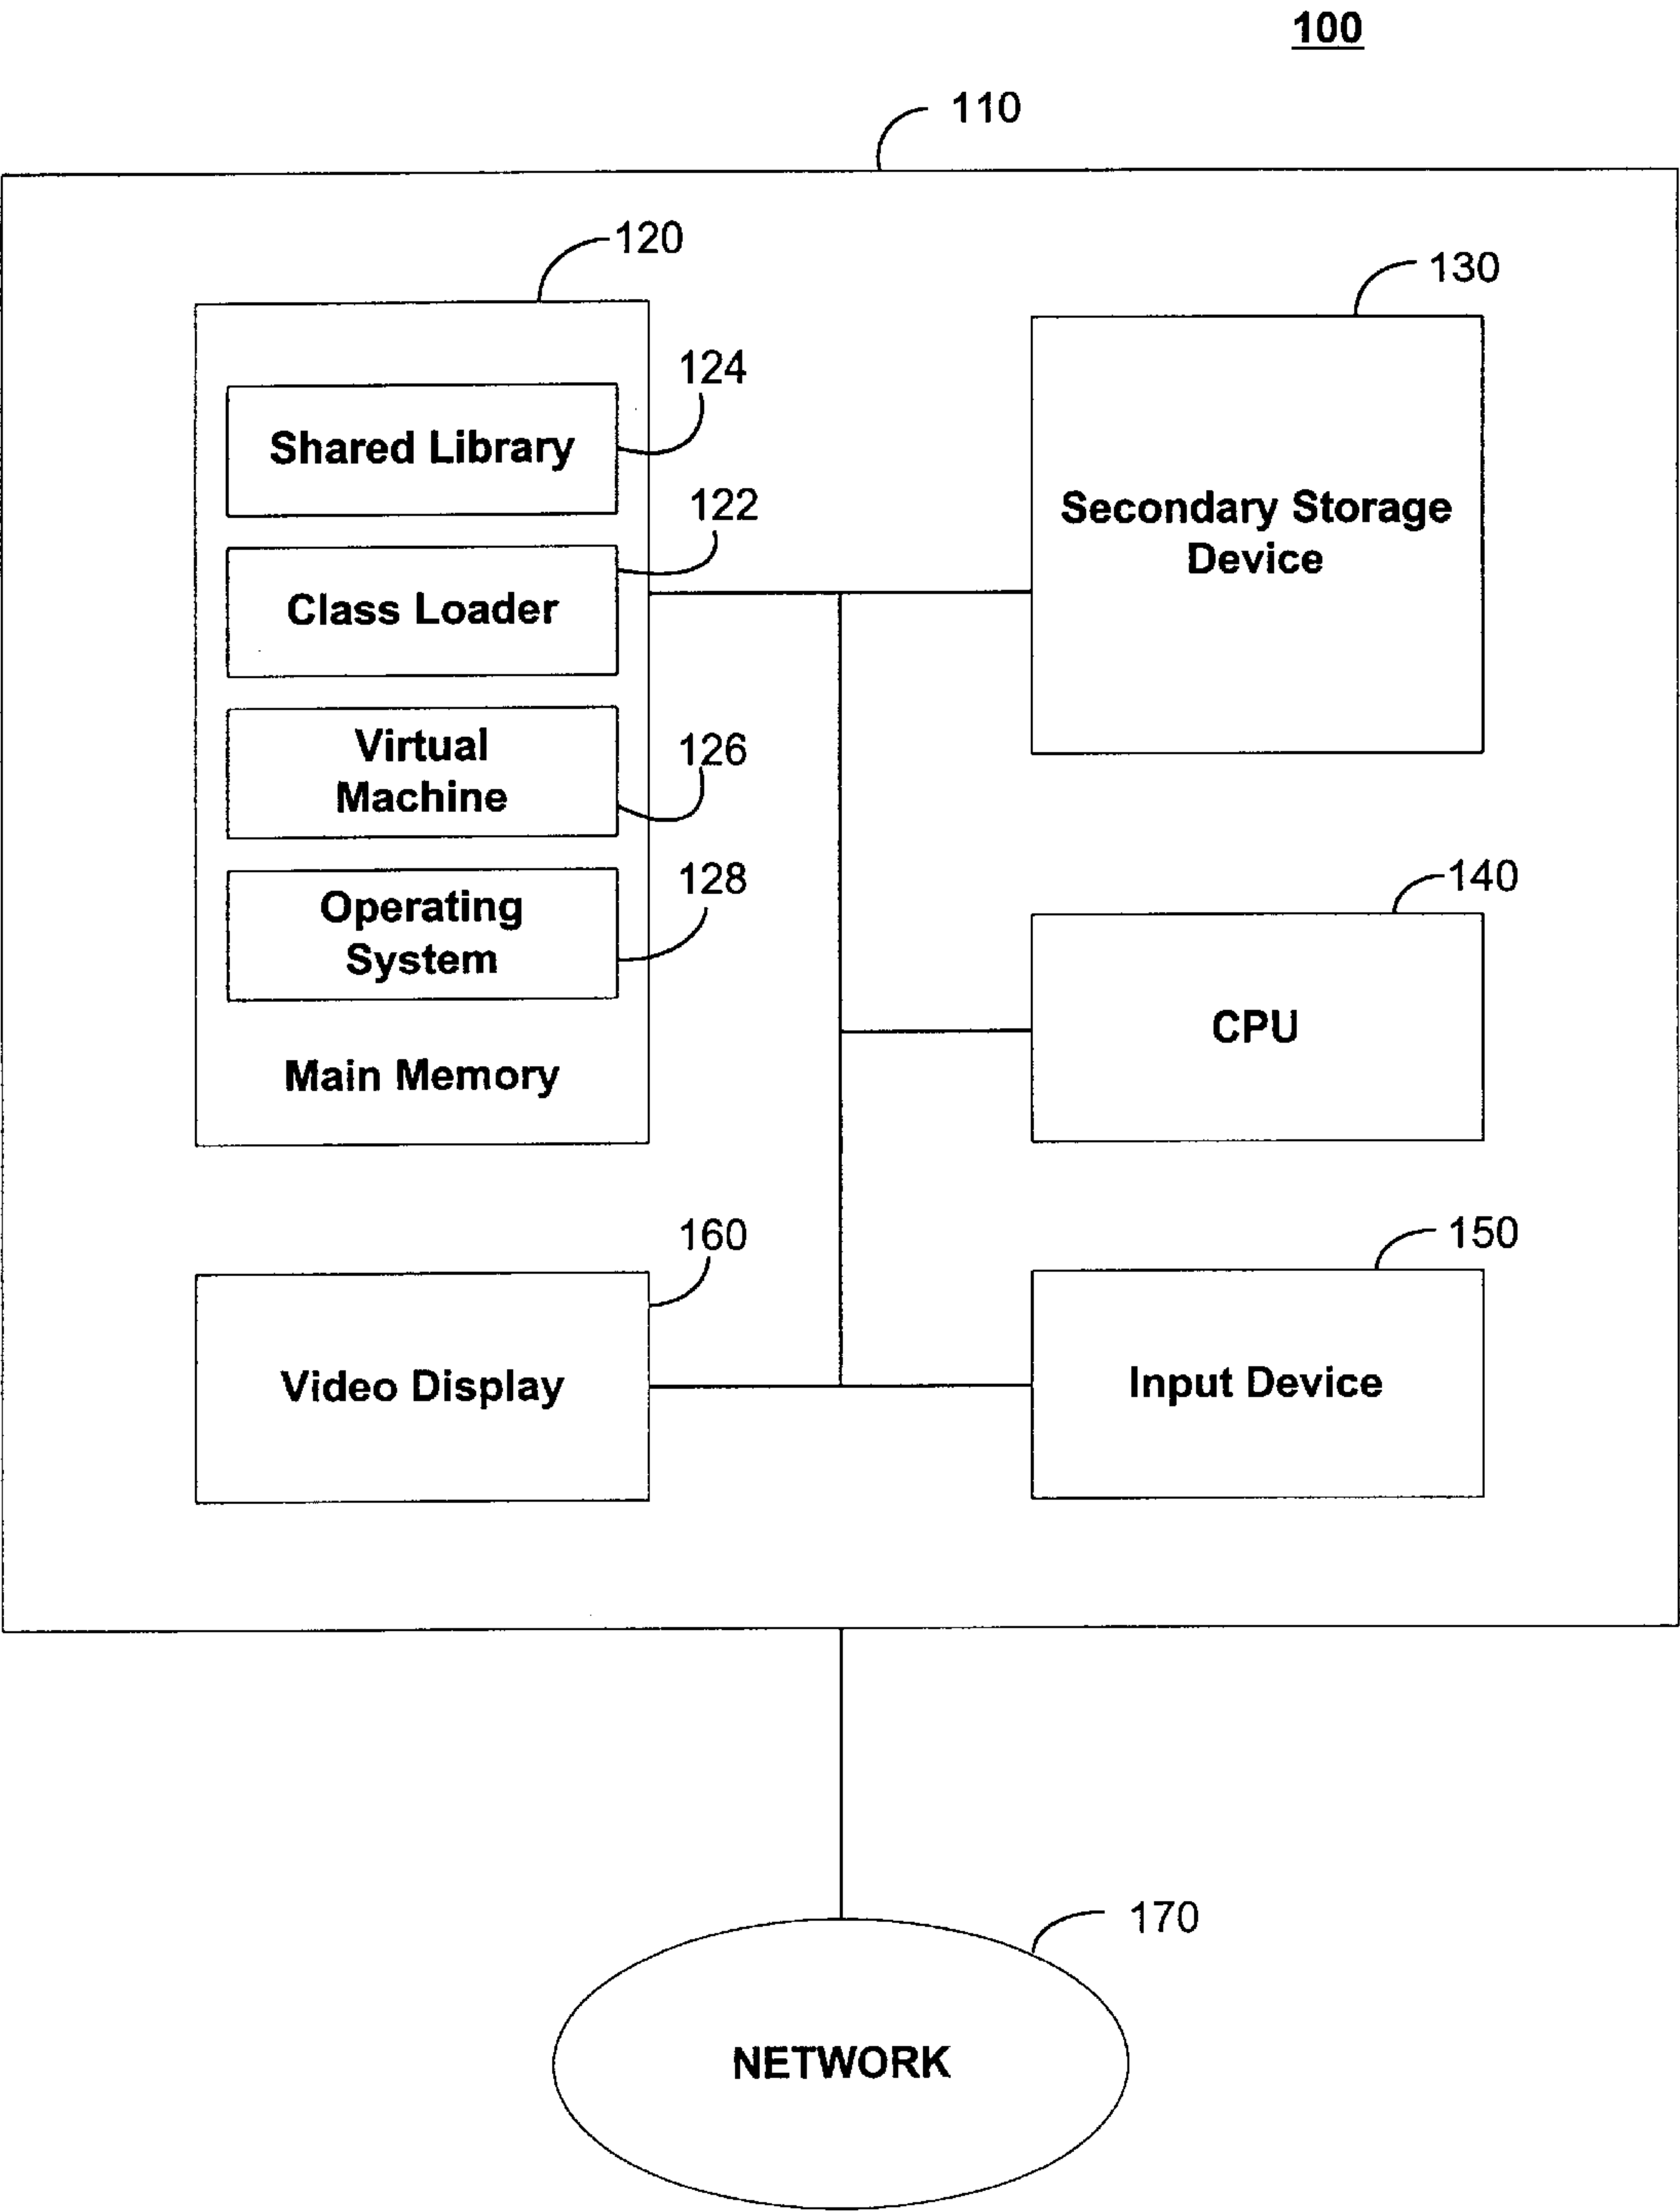 100
110
120
130
124
Shared Library
122
Class Loader
Secondary Storage
Device
Virtual
Machine
126
Operating
System
128
140
CPU
Main Memory
160
150
Video Display
Input Device
170
NETWORK